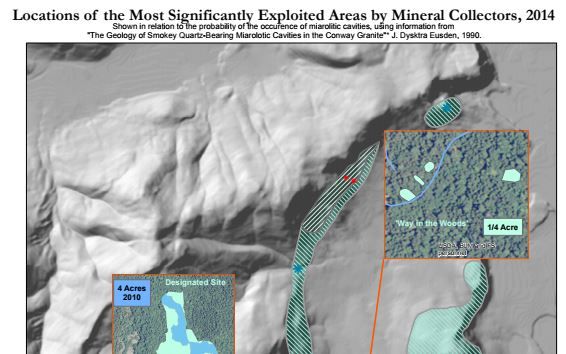 Locations of the Most Significantly Exploited Areas by Mineral Collectors, 2014
Shown in relation to the probability of the occurence of miarolitic cavities, using information from
"The Geology of Smokey Quartz-Bearing Miarolotic Cavities in the Conway Granite"* J. Dysktra Eusden, 1990.
'Way in the Woods'
1/4 Acre
Designated Site
4 Acres
2010